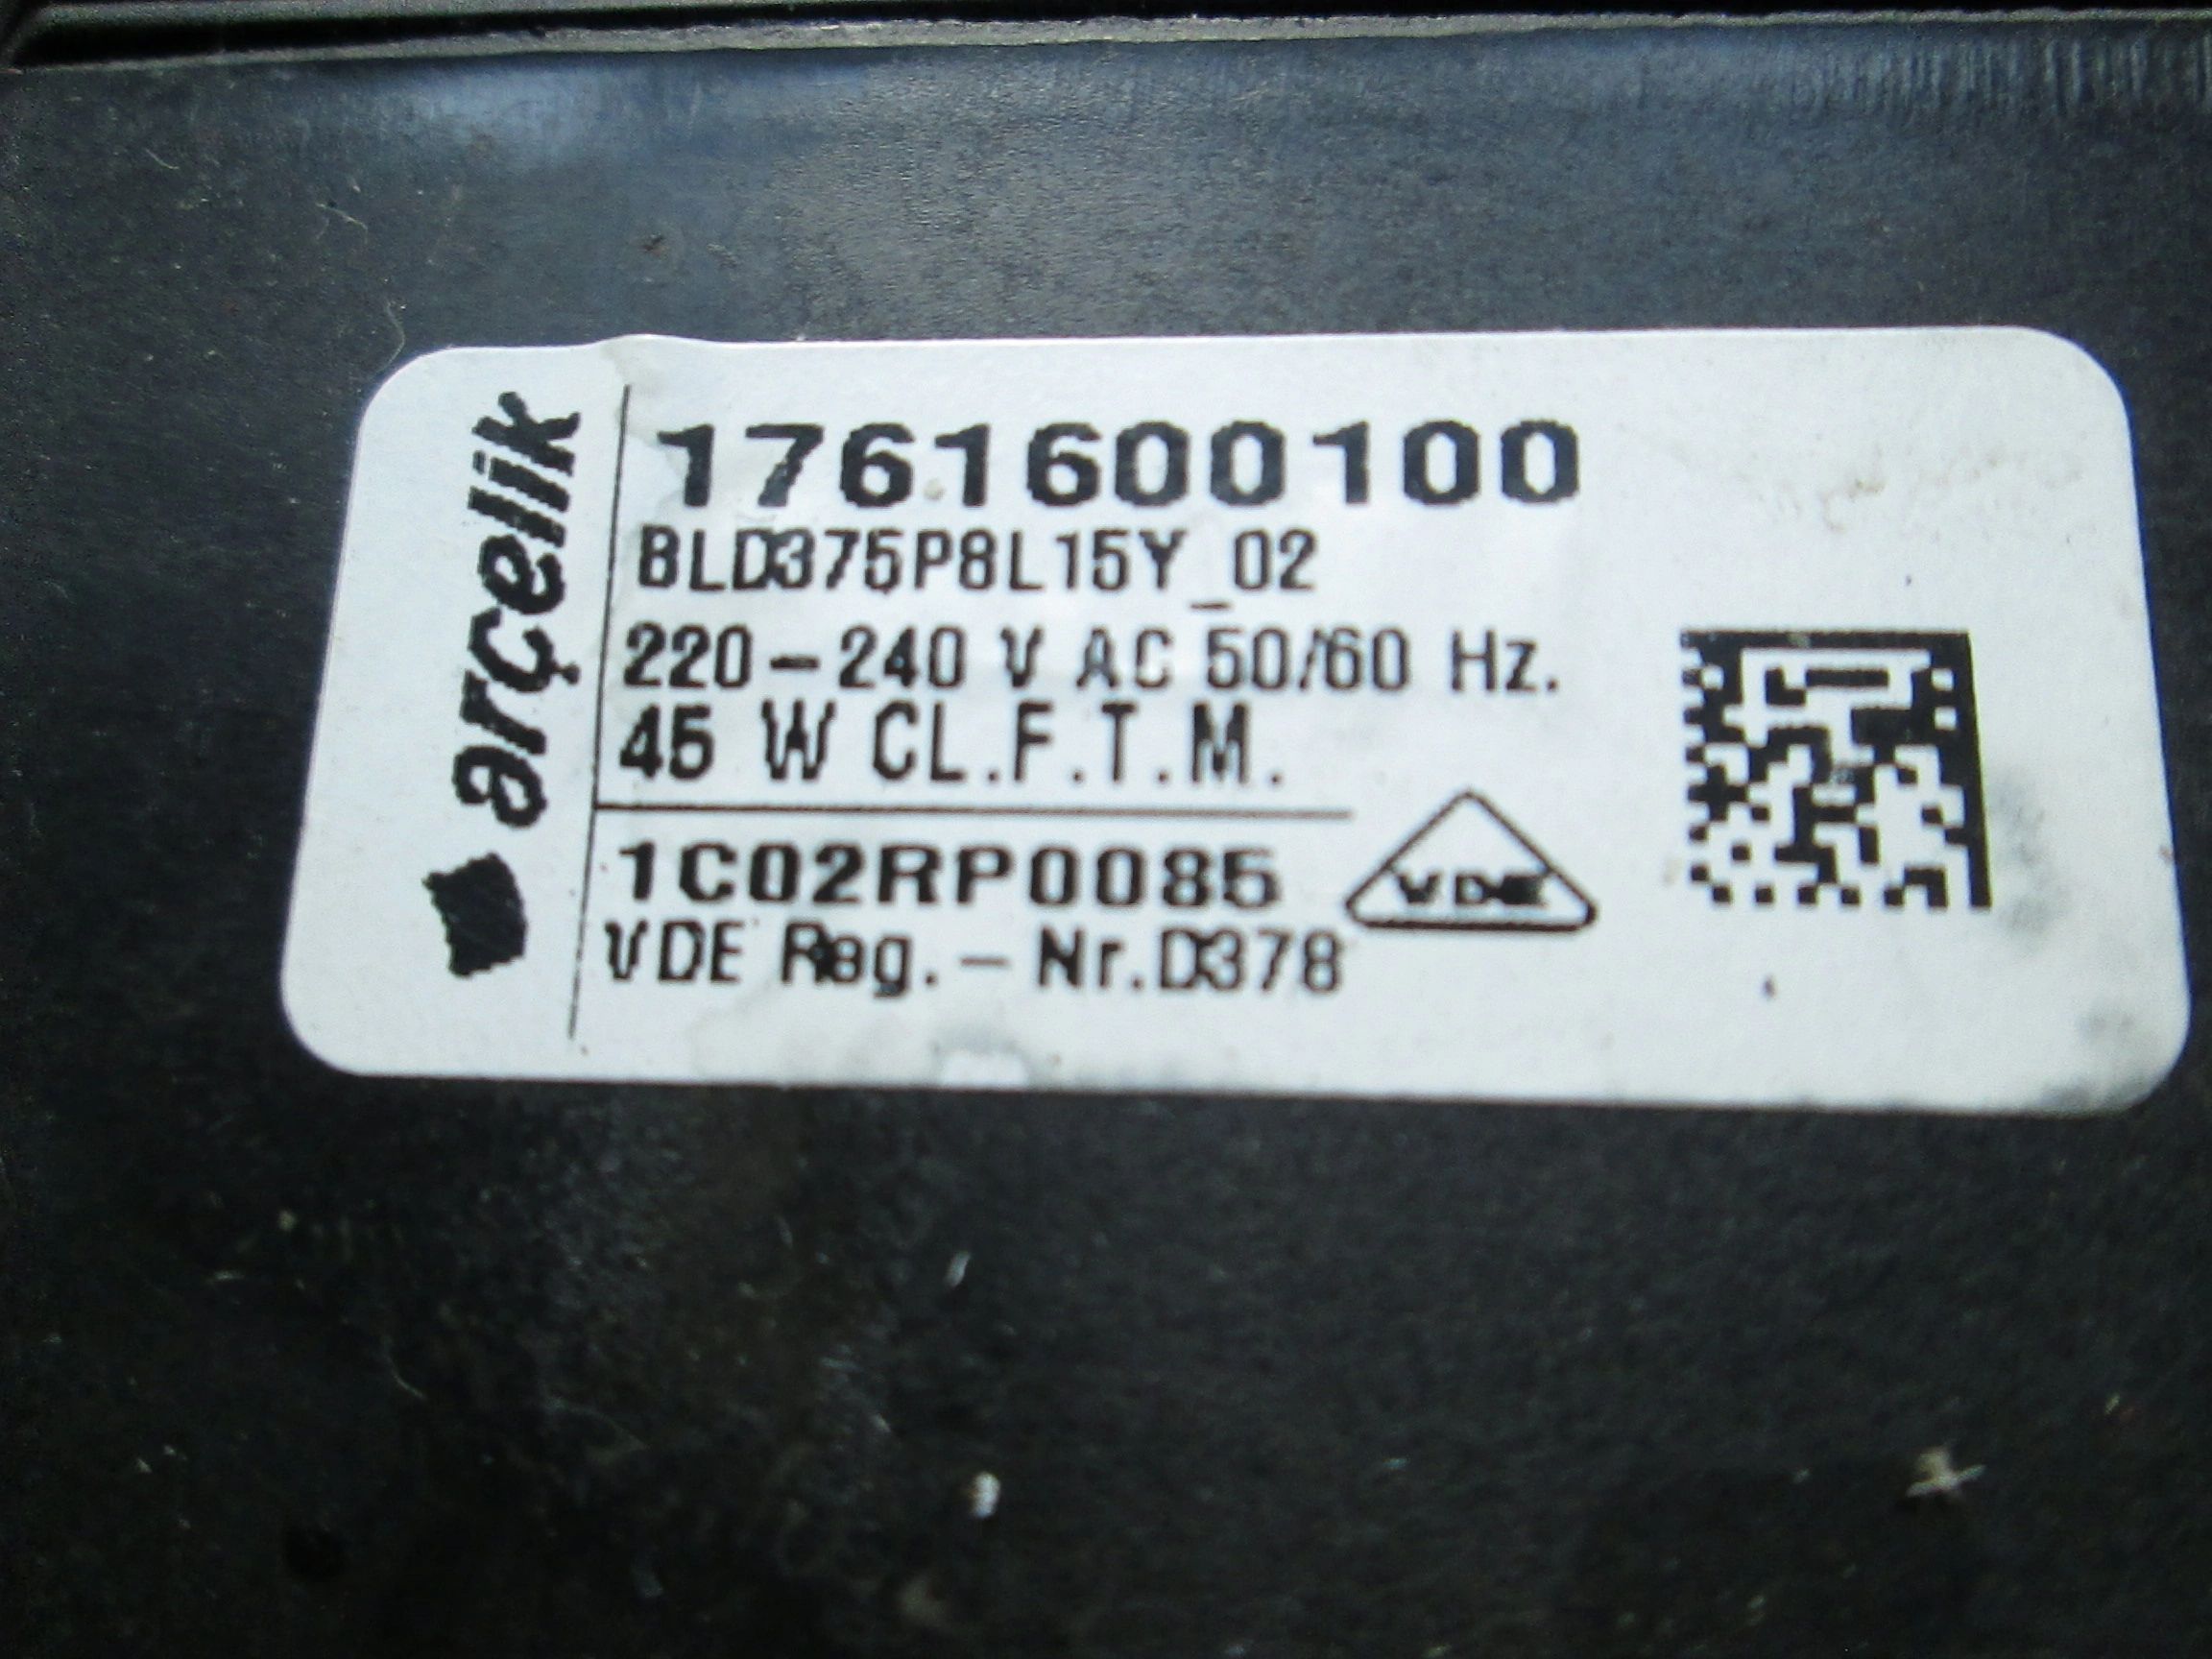 arçelik
1761600100
BLD375P8L15Y_02
220-240 V AC 50/60 Hz.
45 W CL.F.T.M.
1C02RP0085
VDE
VDE Reg.-Nr.D378